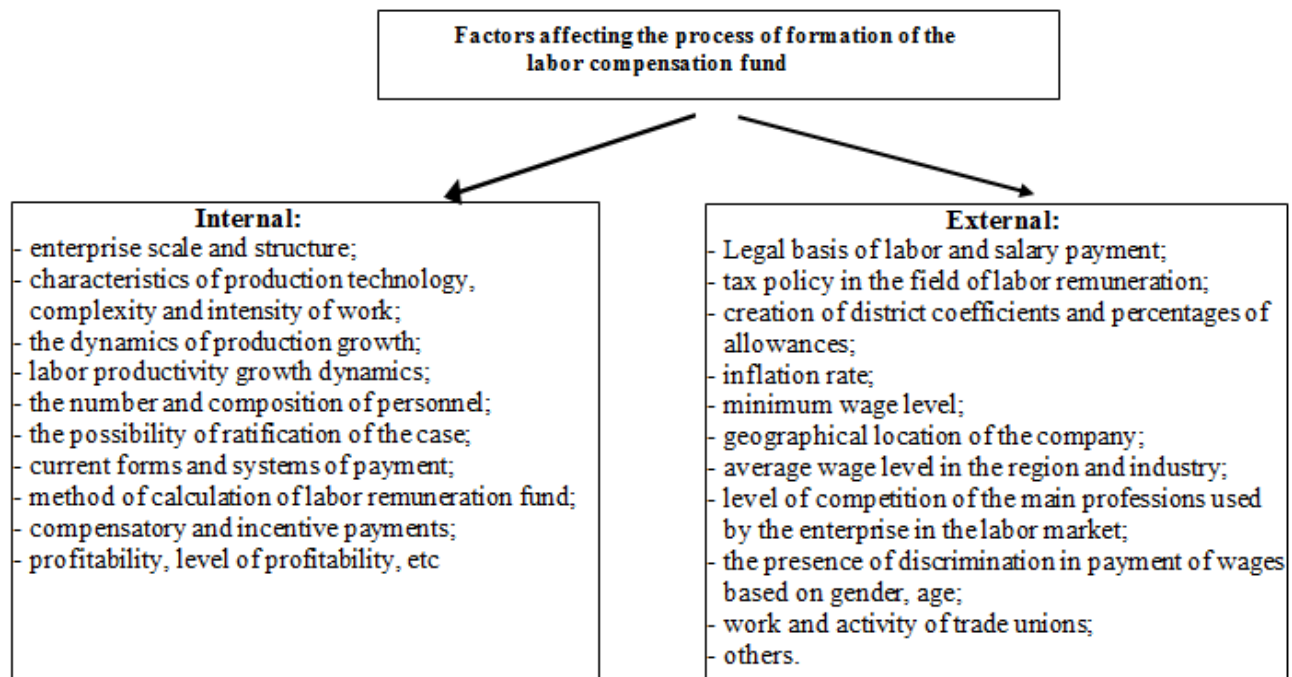 Factors affecting the process of formation of the
labor compensation fund
Internal:
- enterprise scale and structure;
- characteristics of production technology,
complexity and intensity of work;
- the dynamics of production growth;
- labor productivity growth dynamics;
- the number and composition of personnel;
- the possibility of ratification of the case;
- current forms and systems of payment;
- method of calculation of labor remuneration fund;
- compensatory and incentive payments;
- profitability, level of profitability, etc
External:
- Legal basis of labor and salary payment;
- tax policy in the field of labor remuneration;
- creation of district coefficients and percentages of
allowances;
- inflation rate;
- minimum wage level;
- geographical location of the company;
- average wage level in the region and industry;
- level of competition of the main professions used
by the enterprise in the labor market;
- the presence of discrimination in payment of wages
based on gender, age;
- work and activity of trade unions;
- others.